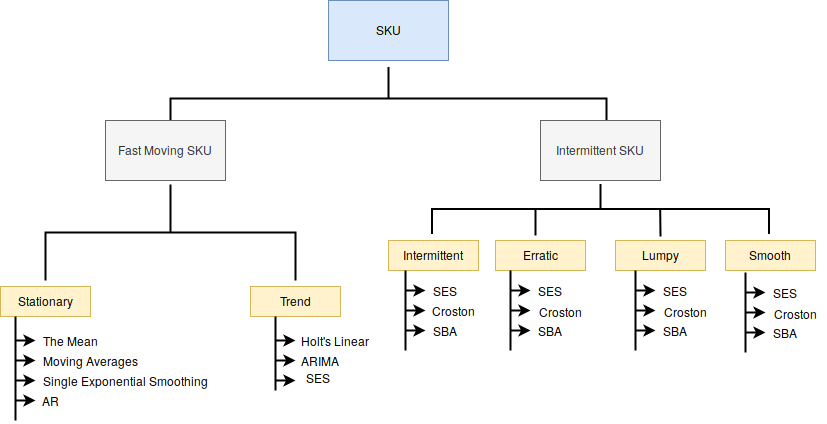 SKU
Fast Moving SKU
Intermittent SKU
Stationary
The Mean
Moving Averages
Single Exponential Smoothing
AR
Trend
Holt's Linear
ARIMA
SES
Intermittent
SES
Croston
SBA
Erratic
SES
Croston
SBA
Lumpy
SES
Croston
SBA
Smooth
SES
Croston
SBA